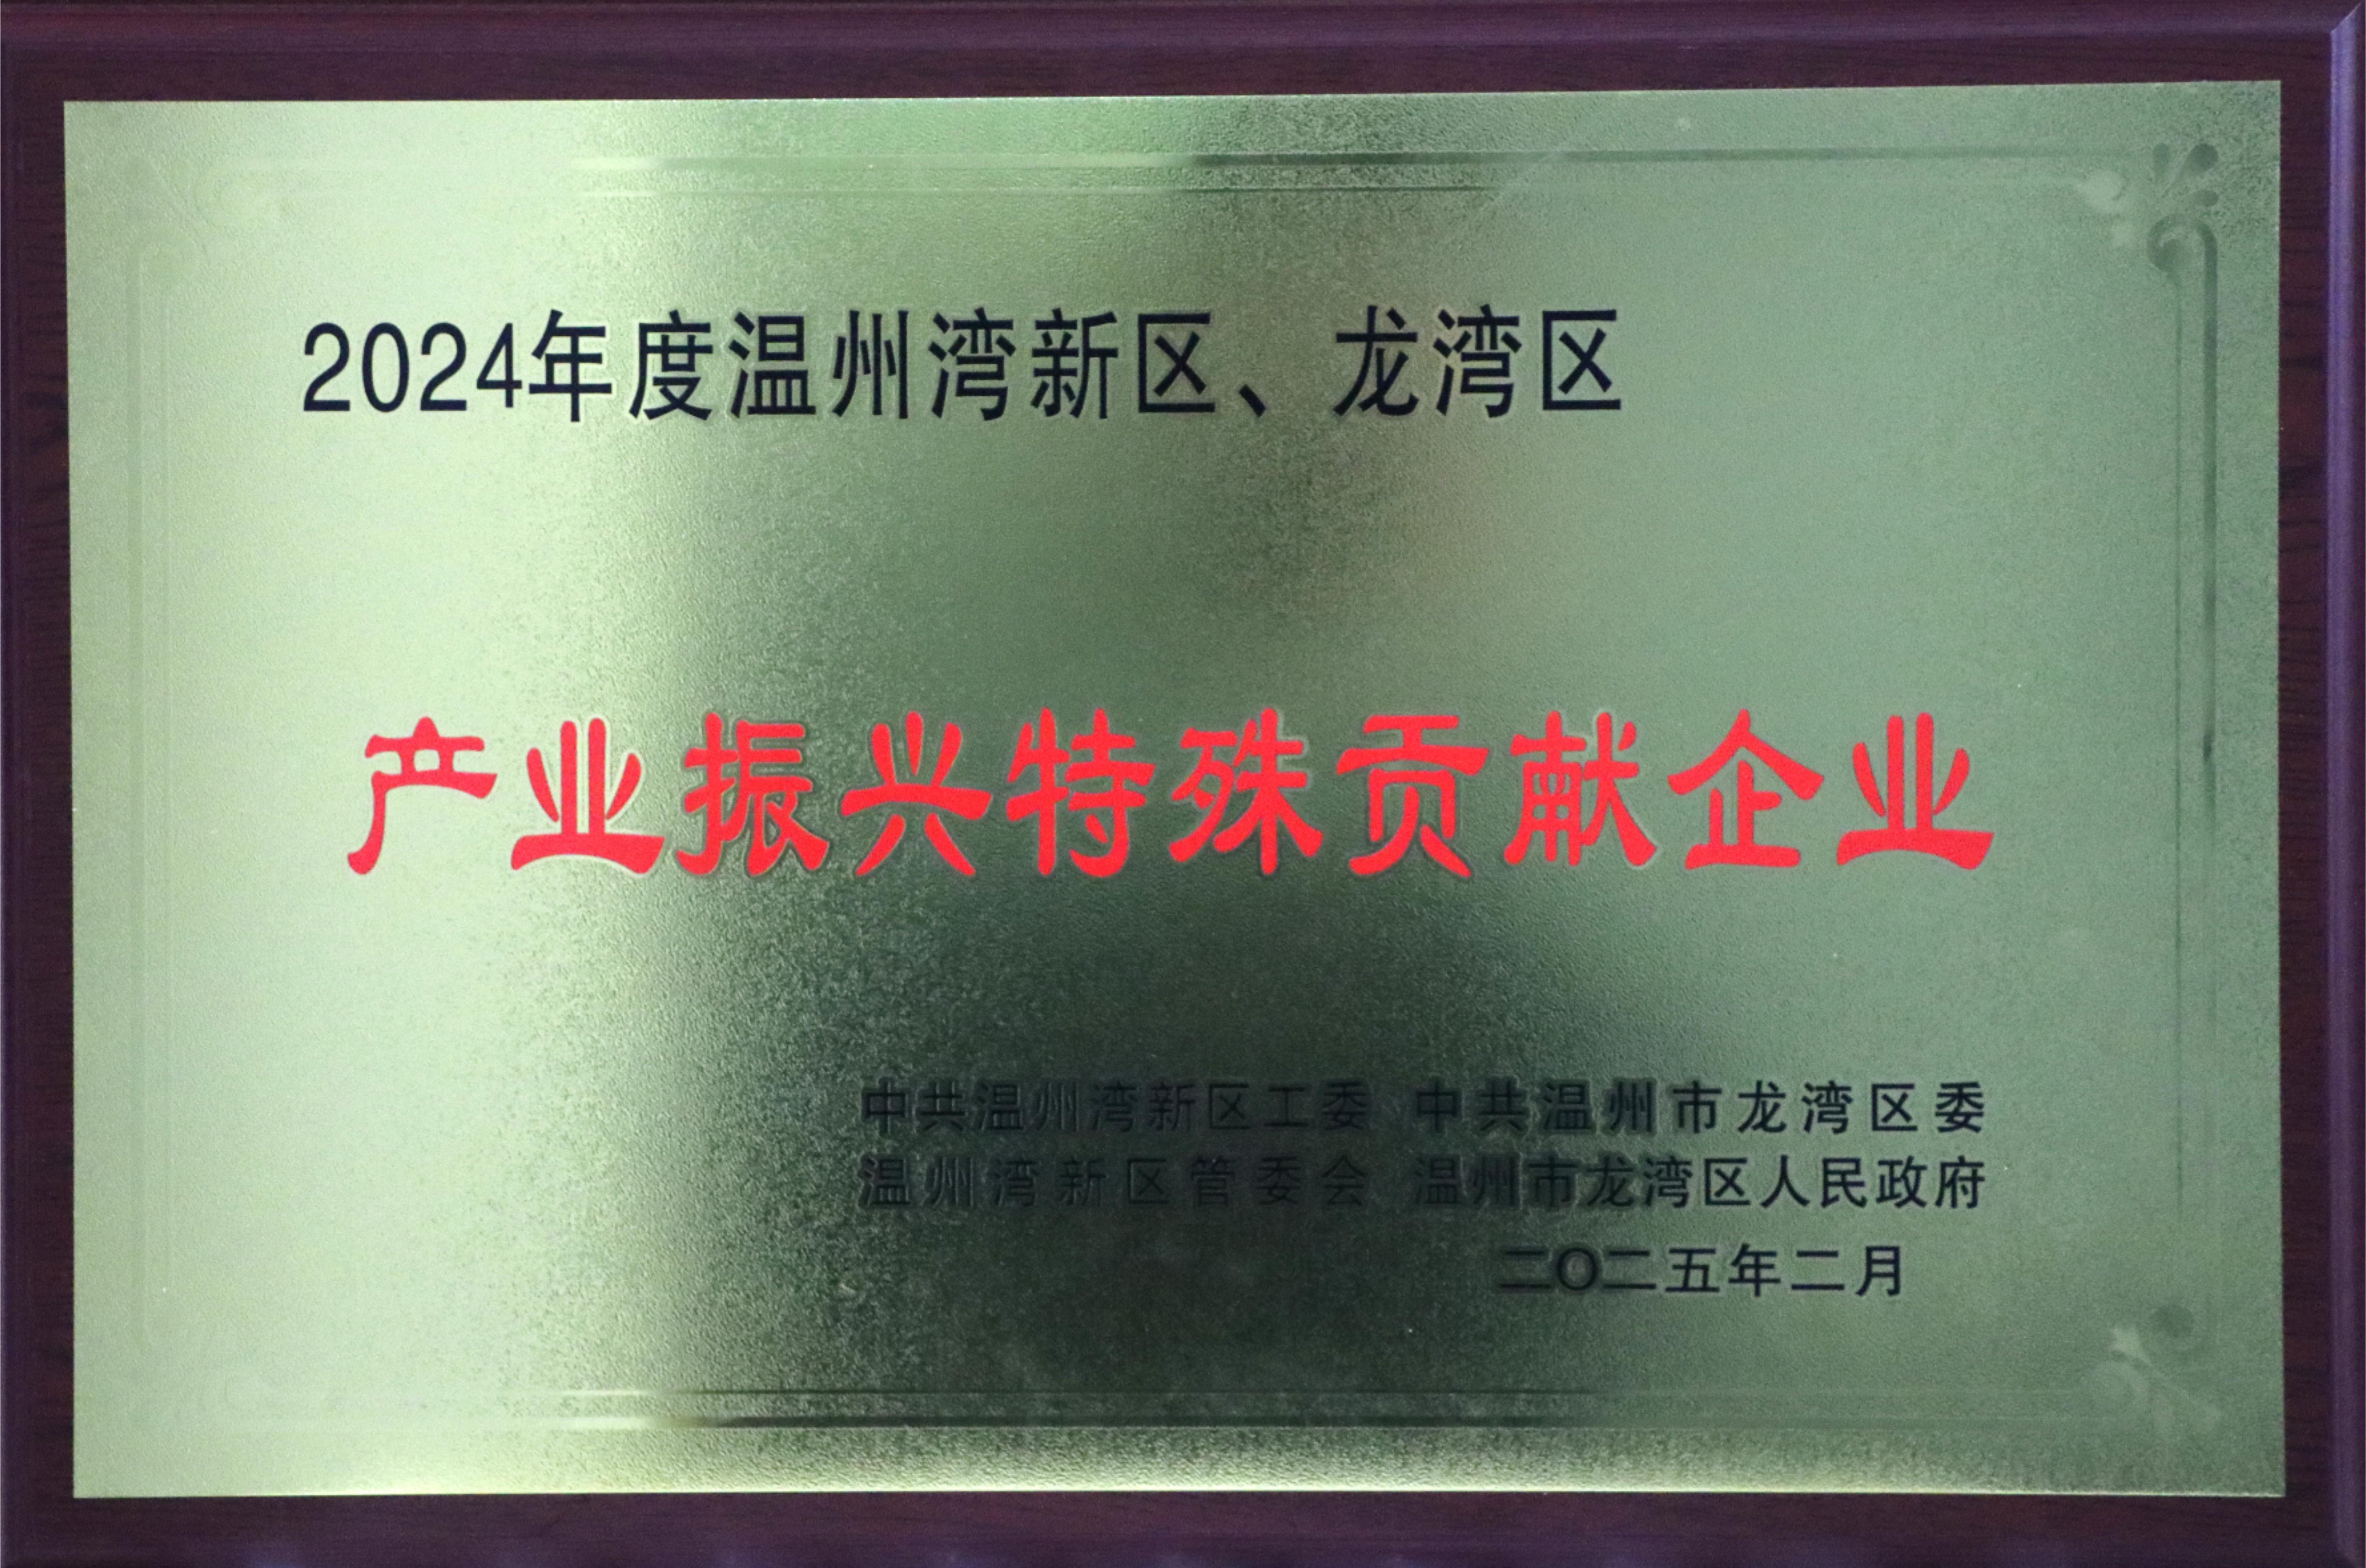 2024年度温州湾新区、龙湾区
产业振兴特殊贡献企业
中共温州湾新区工委 中共温州市龙湾区委
温州湾新区管委会 温州市龙湾区人民政府
二〇二五年二月